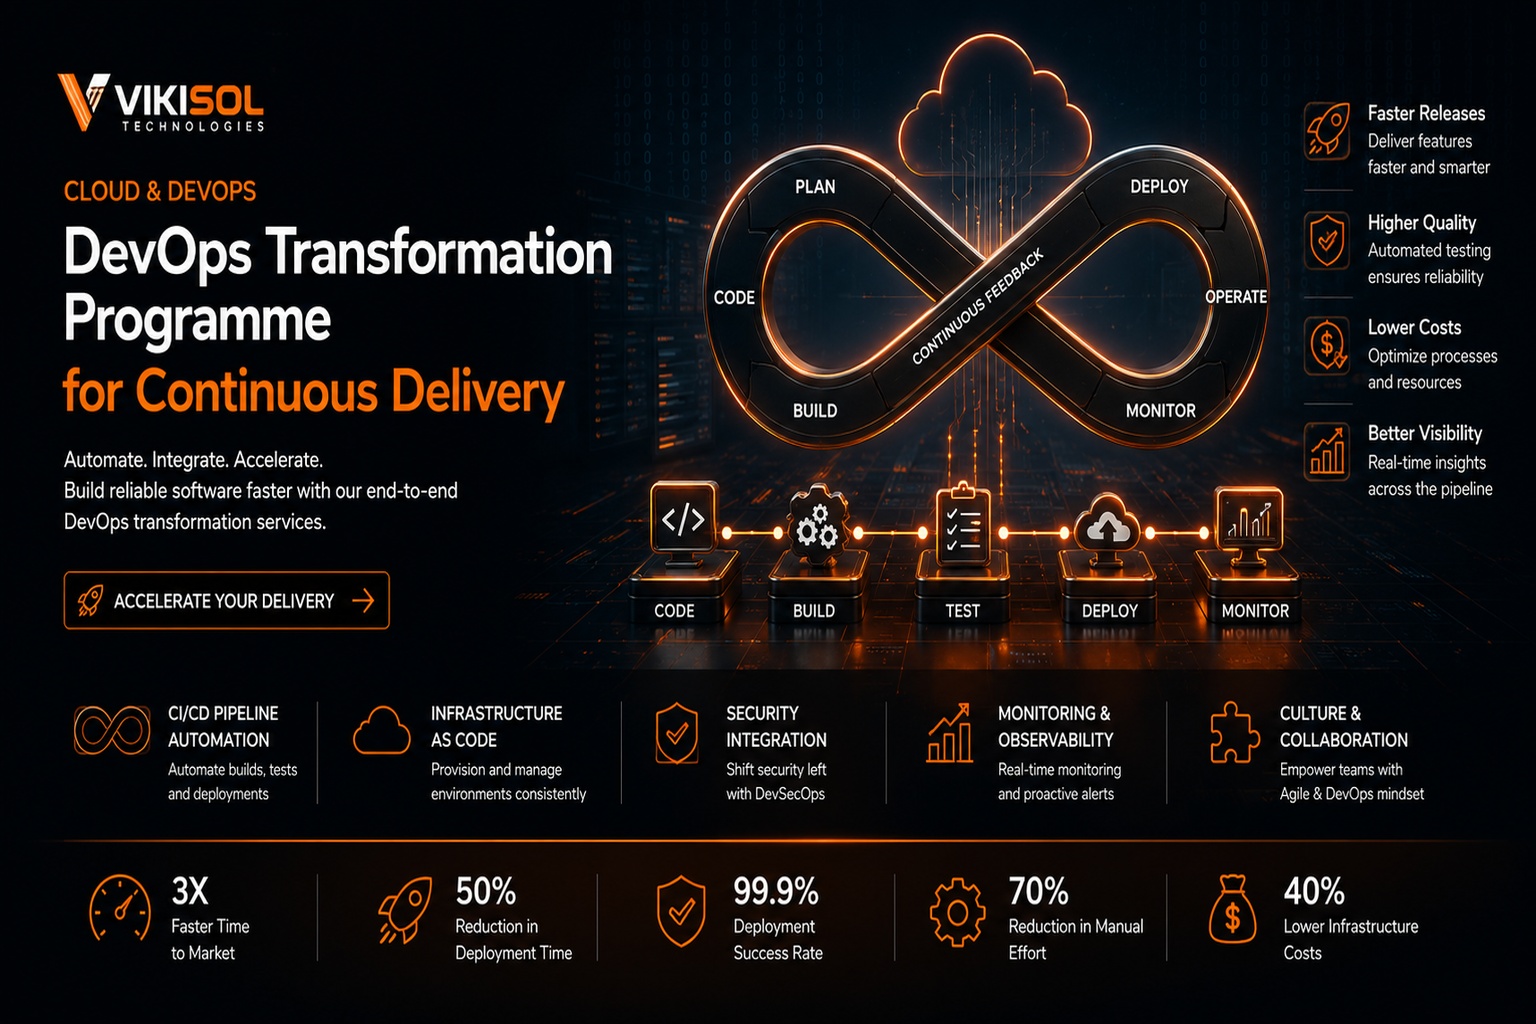 VIKISOL
TECHNOLOGIES
CLOUD & DEVOPS
DevOps Transformation
Programme
for Continuous Delivery
Automate. Integrate. Accelerate.
Build reliable software faster with our end-to-end
DevOps transformation services.
ACCELERATE YOUR DELIVERY
PLAN
CODE
BUILD
CONTINUOUS FEEDBACK
DEPLOY
OPERATE
MONITOR
Faster Releases
Deliver features
faster and smarter
Higher Quality
Automated testing
ensures reliability
Lower Costs
Optimize processes
and resources
Better Visibility
Real-time insights
across the pipeline
</>
CODE
BUILD
TEST
DEPLOY
MONITOR
CI/CD PIPELINE
AUTOMATION
Automate builds, tests
and deployments
INFRASTRUCTURE
AS CODE
Provision and manage
environments consistently
SECURITY
INTEGRATION
Shift security left
with DevSecOps
MONITORING &
OBSERVABILITY
Real-time monitoring
and proactive alerts
CULTURE &
COLLABORATION
Empower teams with
Agile & DevOps mindset
3X
Faster Time
to Market
50%
Reduction in
Deployment Time
99.9%
Deployment
Success Rate
70%
Reduction in Manual
Effort
40%
Lower Infrastructure
Costs